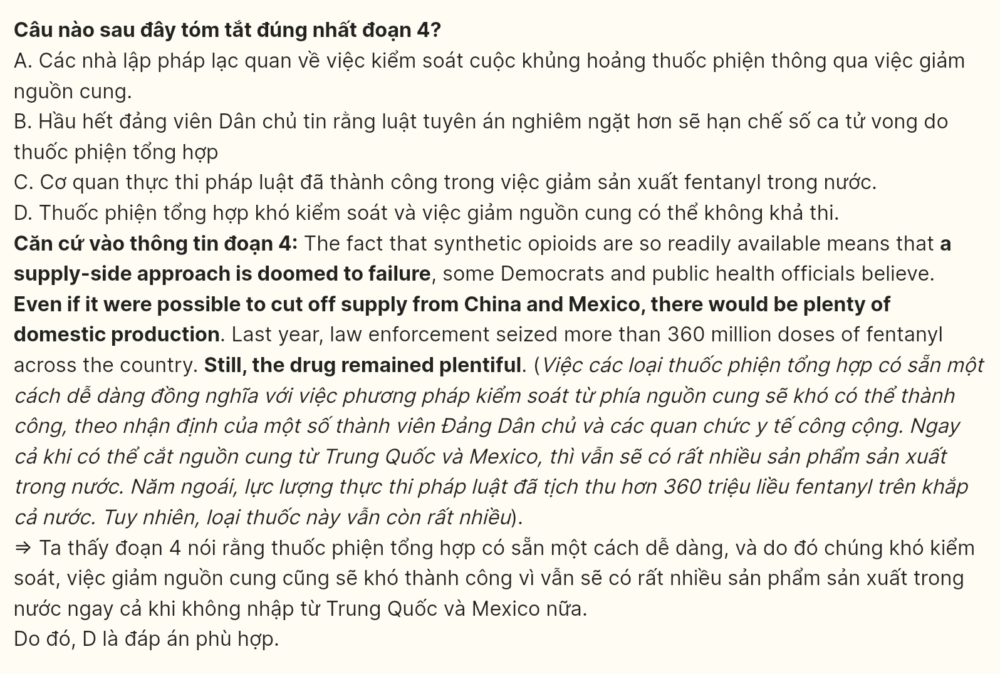 Câu nào sau đây tóm tắt đúng nhất đoạn 4?
A. Các nhà lập pháp lạc quan về việc kiểm soát cuộc khủng hoảng thuốc phiện thông qua việc giảm
nguồn cung.
B. Hầu hết đảng viên Dân chủ tin rằng luật tuyên án nghiêm ngặt hơn sẽ hạn chế số ca tử vong do
thuốc phiện tổng hợp
C. Cơ quan thực thi pháp luật đã thành công trong việc giảm sản xuất fentanyl trong nước.
D. Thuốc phiện tổng hợp khó kiểm soát và việc giảm nguồn cung có thể không khả thi.
Căn cứ vào thông tin đoạn 4: The fact that synthetic opioids are so readily available means that a
supply-side approach is doomed to failure, some Democrats and public health officials believe.
Even if it were possible to cut off supply from China and Mexico, there would be plenty of
domestic production. Last year, law enforcement seized more than 360 million doses of fentanyl
across the country. Still, the drug remained plentiful. (Việc các loại thuốc phiện tổng hợp có sẵn một
cách dễ dàng đồng nghĩa với việc phương pháp kiểm soát từ phía nguồn cung sẽ khó có thể thành
công, theo nhận định của một số thành viên Đảng Dân chủ và các quan chức y tế công cộng. Ngay
cả khi có thể cắt nguồn cung từ Trung Quốc và Mexico, thì vẫn sẽ có rất nhiều sản phẩm sản xuất
trong nước. Năm ngoái, lực lượng thực thi pháp luật đã tịch thu hơn 360 triệu liều fentanyl trên khắp
cả nước. Tuy nhiên, loại thuốc này vẫn còn rất nhiều).
⇒ Ta thấy đoạn 4 nói rằng thuốc phiện tổng hợp có sẵn một cách dễ dàng, và do đó chúng khó kiểm
soát, việc giảm nguồn cung cũng sẽ khó thành công vì vẫn sẽ có rất nhiều sản phẩm sản xuất trong
nước ngay cả khi không nhập từ Trung Quốc và Mexico nữa.
Do đó, D là đáp án phù hợp.